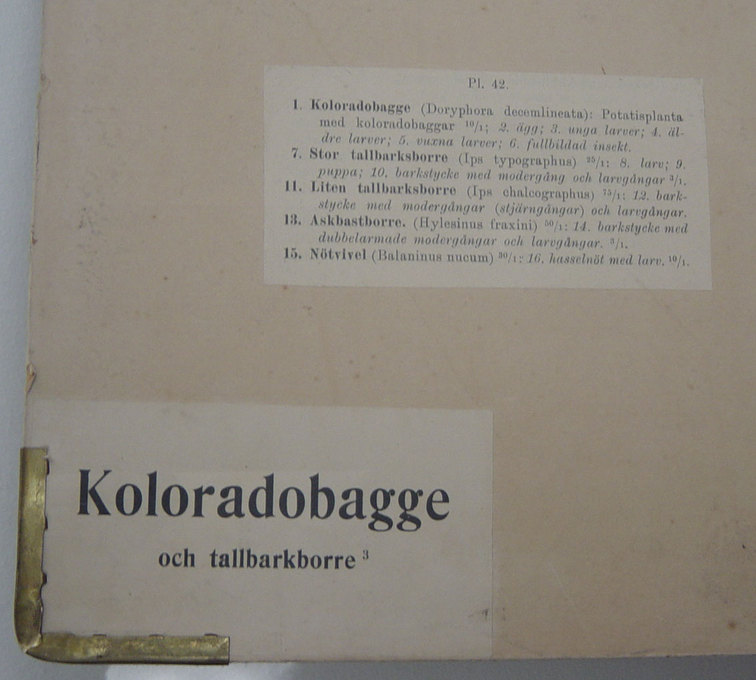 Pl. 42.
1. Koloradobagge (Doryphora decemlineata): Potatisplanta
med koloradobaggar ¹⁰/₁; 2. ägg; 3. unga larver; 4. äl-
dre larver; 5. vuxna larver; 6. fullbildad insekt.
7. Stor tallbarksborre (Ips typographus) ²⁵/₁: 8. larv; 9.
puppa; 10. barkstycke med modergång och larvgångar ³/₁.
11. Liten tallbarksborre (Ips chalcographus) ⁷⁵/₁: 12. bark-
stycke med modergångar (stjärngångar) och larvgångar.
13. Askbastborre. (Hylesinus fraxini) ⁵⁰/₁: 14. barkstycke med
dubbelarmade modergångar och larvgångar. ³/₁.
15. Nötvivel (Balaninus nucum) ³⁰/₁: 16. hasselnöt med larv. ¹⁰/₁.
Koloradobagge
och tallbarkborre ³